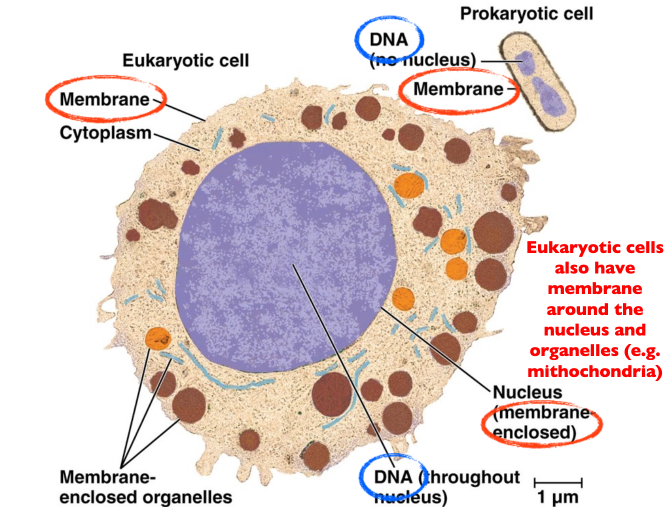 Prokaryotic cell
DNA
(no nucleus)
Membrane
Eukaryotic cell
Membrane
Cytoplasm
Eukaryotic cells
also have
membrane
around the
nucleus and
organelles (e.g.
mithochondria)
Nucleus
(membrane-
enclosed)
DNA (throughout
nucleus)
Membrane-
enclosed organelles
1 µm